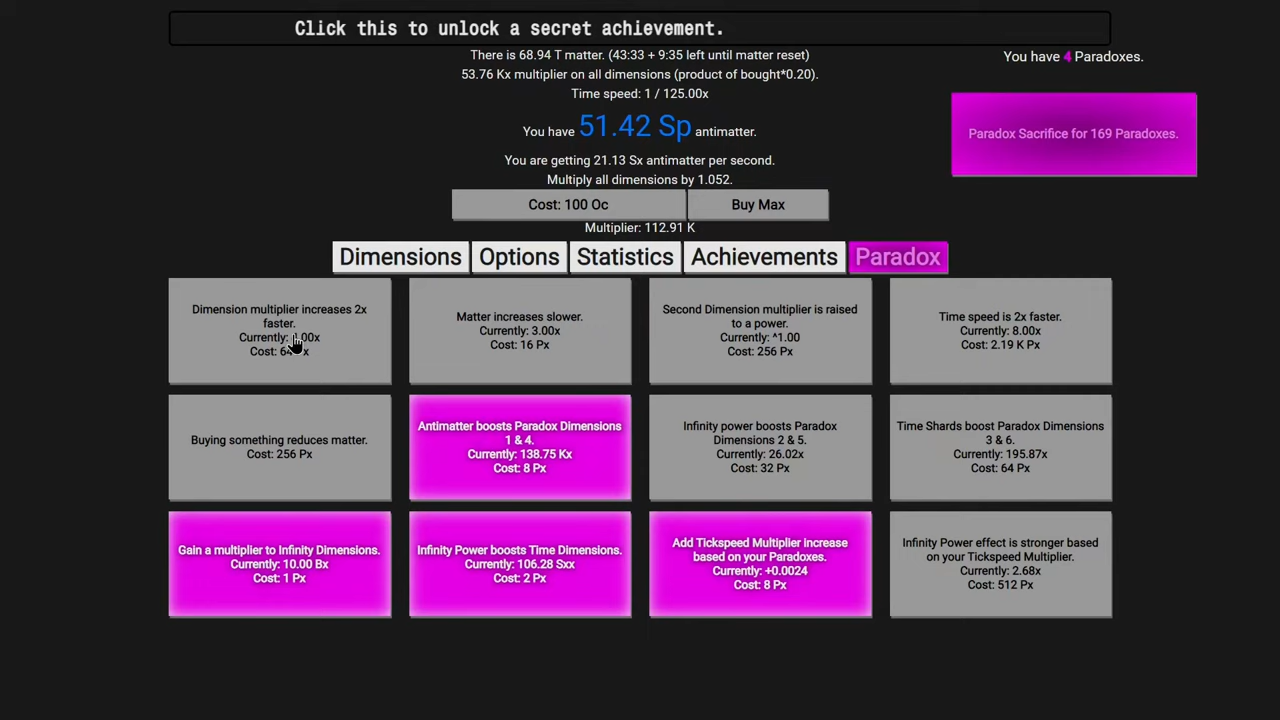 Click this to unlock a secret achievement.
There is 68.94 T matter. (43:33 + 9:35 left until matter reset)
You have 4 Paradoxes.
53.76 Kx multiplier on all dimensions (product of bought*0.20).
Time speed: 1 / 125.00x
You have 51.42 Sp antimatter.
Paradox Sacrifice for 169 Paradoxes.
You are getting 21.13 Sx antimatter per second.
Multiply all dimensions by 1.052.
Cost: 100 Oc
Buy Max
Multiplier: 112.91 K
Dimensions
Options
Statistics
Achievements
Paradox
Dimension multiplier increases 2x
faster.
Currently: .00x
Cost: 6
Matter increases slower.
Currently: 3.00x
Cost: 16 Px
Second Dimension multiplier is raised
to a power.
Currently: ^1.00
Cost: 256 Px
Time speed is 2x faster.
Currently: 8.00x
Cost: 2.19 K Px
Buying something reduces matter.
Cost: 256 Px
Antimatter boosts Paradox Dimensions
1 & 4.
Currently: 138.75 Kx
Cost: 8 Px
Infinity power boosts Paradox
Dimensions 2 & 5.
Currently: 26.02x
Cost: 32 Px
Time Shards boost Paradox Dimensions
3 & 6.
Currently: 195.87x
Cost: 64 Px
Gain a multiplier to Infinity Dimensions.
Currently: 10.00 Bx
Cost: 1 Px
Infinity Power boosts Time Dimensions.
Currently: 106.28 Sxx
Cost: 2 Px
Add Tickspeed Multiplier increase
based on your Paradoxes.
Currently: +0.0024
Cost: 8 Px
Infinity Power effect is stronger based
on your Tickspeed Multiplier.
Currently: 2.68x
Cost: 512 Px